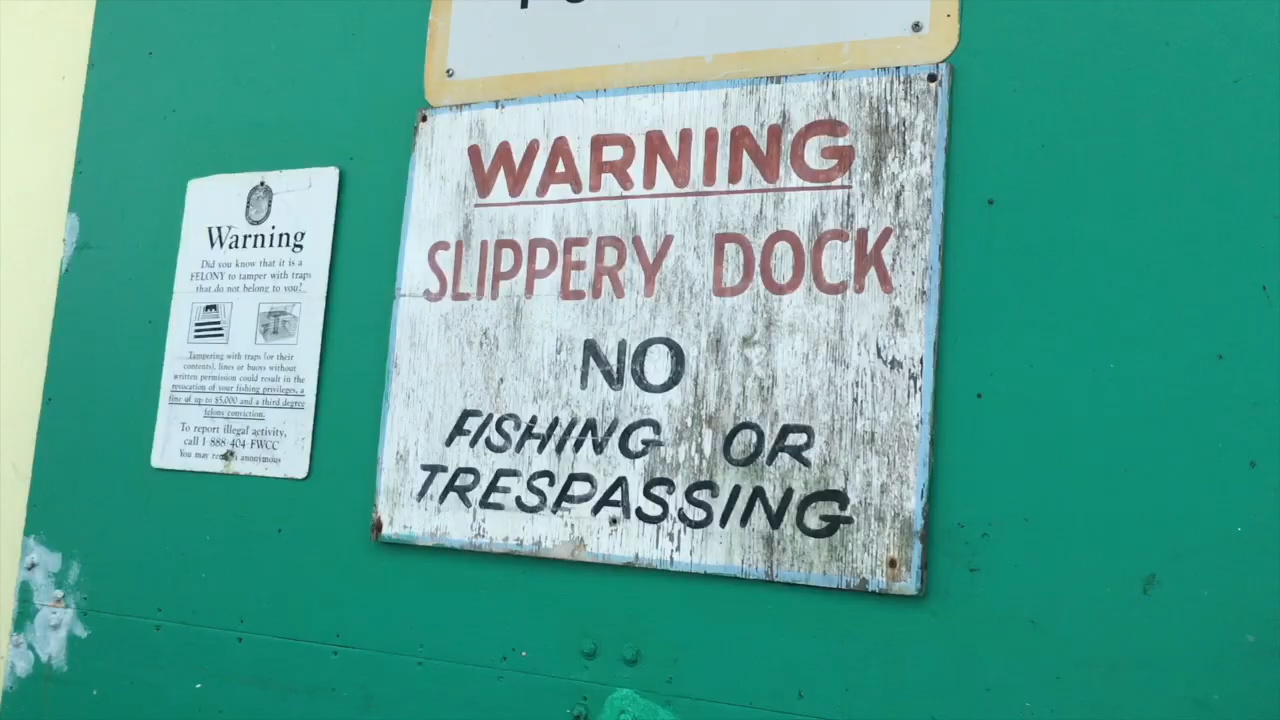 WARNING
SLIPPERY DOCK
NO
FISHING OR
TRESPASSING
Warning
Did you know that it is a
FELONY to tamper with traps
that do not belong to you?
Tampering with traps (or their
contents), lines or buoys without
written permission could result in the
revocation of your fishing privileges, a
fine of up to $5,000 and a third degree
felony conviction.
To report illegal activity,
call 1-888-404-FWCC
You may anonymous